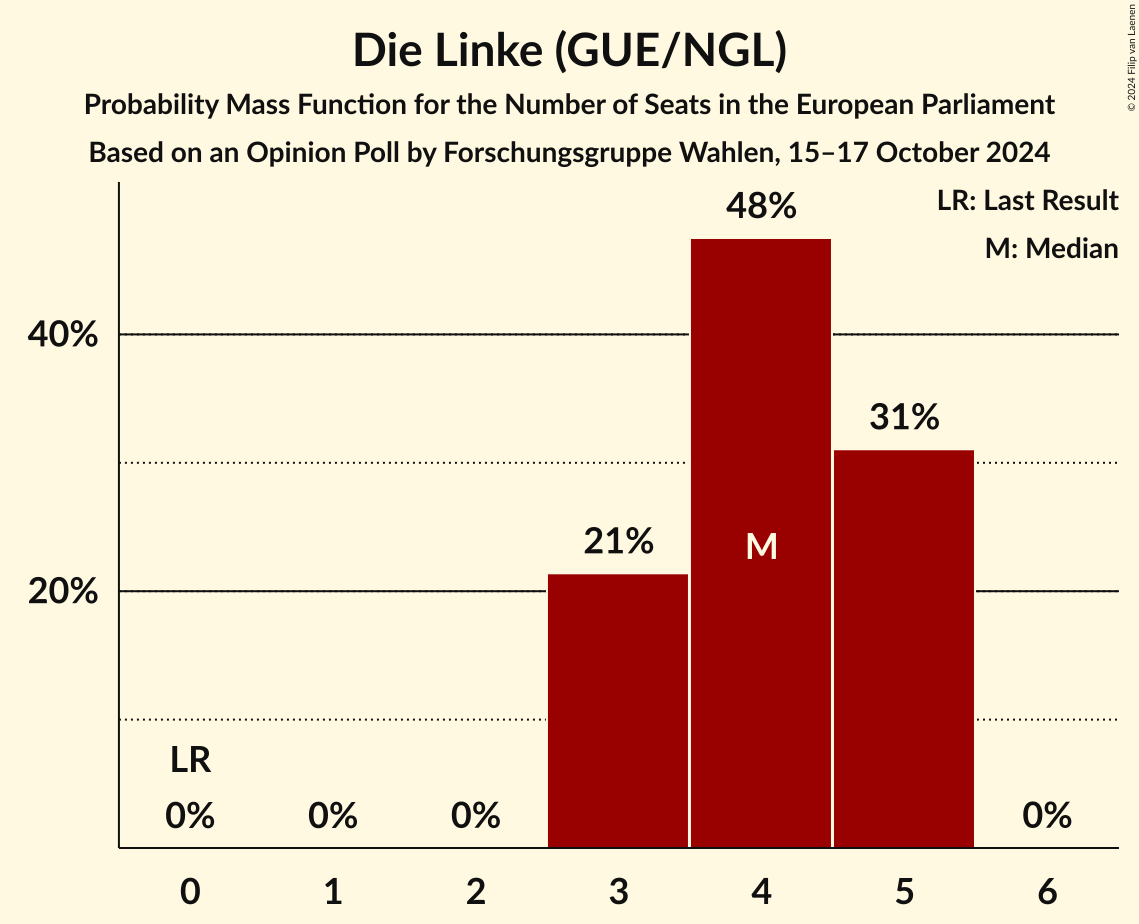 Die Linke (GUE/NGL)
Probability Mass Function for the Number of Seats in the European Parliament
Based on an Opinion Poll by Forschungsgruppe Wahlen, 15–17 October 2024
© 2024 Filip van Laenen
LR: Last Result
M: Median
48%
40%
31%
21%
M
20%
LR
0%
0%
0%
0%
0
1
2
3
4
5
6